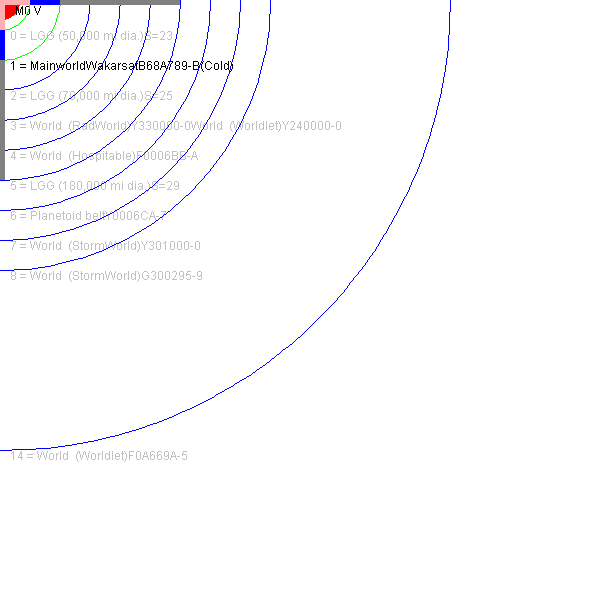 M0 V
0 = LGG (50,000 mi dia.)S=23
1 = MainworldWakarsatB68A789-B(Cold)
2 = LGG (70,000 mi dia.)S=25
3 = World (RadWorld)Y330000-0World (Worldlet)Y240000-0
4 = World (Hospitable)F0006BB-A
5 = LGG (180,000 mi dia.)S=29
6 = Planetoid beltY0006CA-7
7 = World (StormWorld)Y301000-0
8 = World (StormWorld)G300295-9
14 = World (Worldlet)F0A669A-5